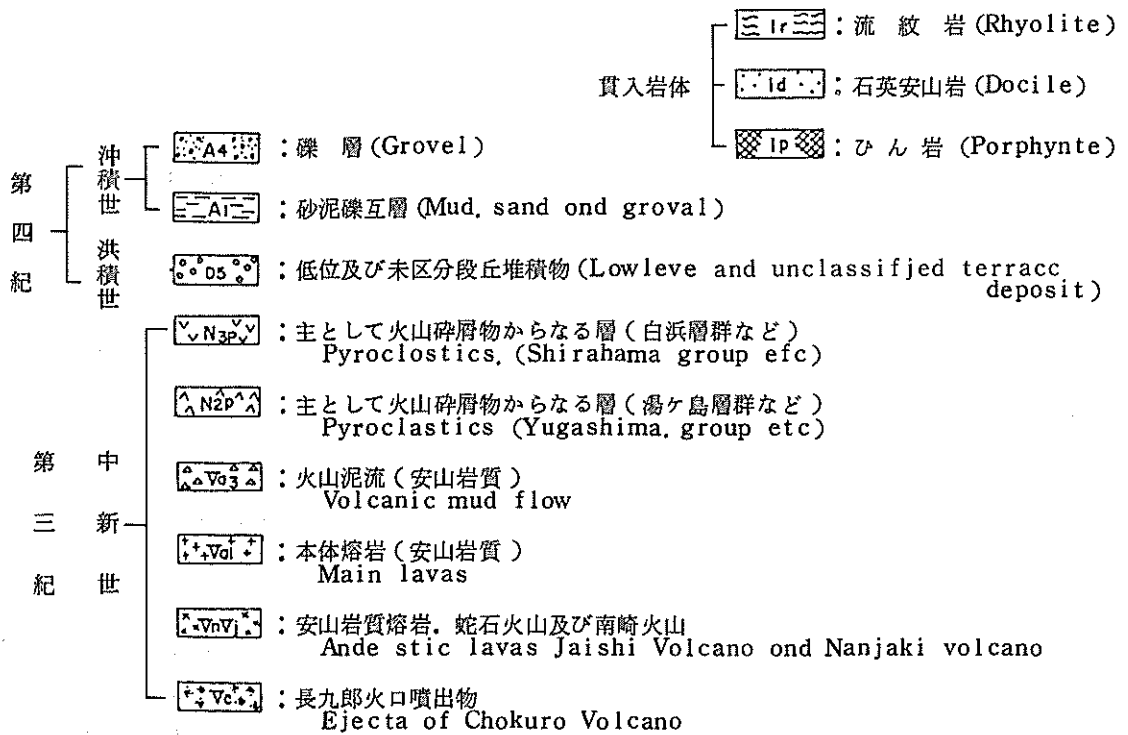 Ir：流紋岩 (Rhyolite)
貫入岩体
Id：石英安山岩 (Docile)
Ip：ひん岩 (Porphynte)
第四紀
沖積世
A4：礫層 (Grovel)
A1：砂泥礫互層 (Mud, sand ond groval)
洪積世
D5：低位及び未区分段丘堆積物 (Lowleve and unclassifjed terracc
deposit)
第三紀
中新世
N3p：主として火山砕屑物からなる層（白浜層群など）
Pyroclostics. (Shirahama group efc)
N2p：主として火山砕屑物からなる層（湯ケ島層群など）
Pyroclastics (Yugashima, group etc)
Va3：火山泥流（安山岩質）
Volcanic mud flow
Val：本体熔岩（安山岩質）
Main lavas
VnVj：安山岩質熔岩．蛇石火山及び南崎火山
Ande stic lavas Jaishi Volcano ond Nanjaki volcano
Vc：長九郎火口噴出物
Ejecta of Chokuro Volcano